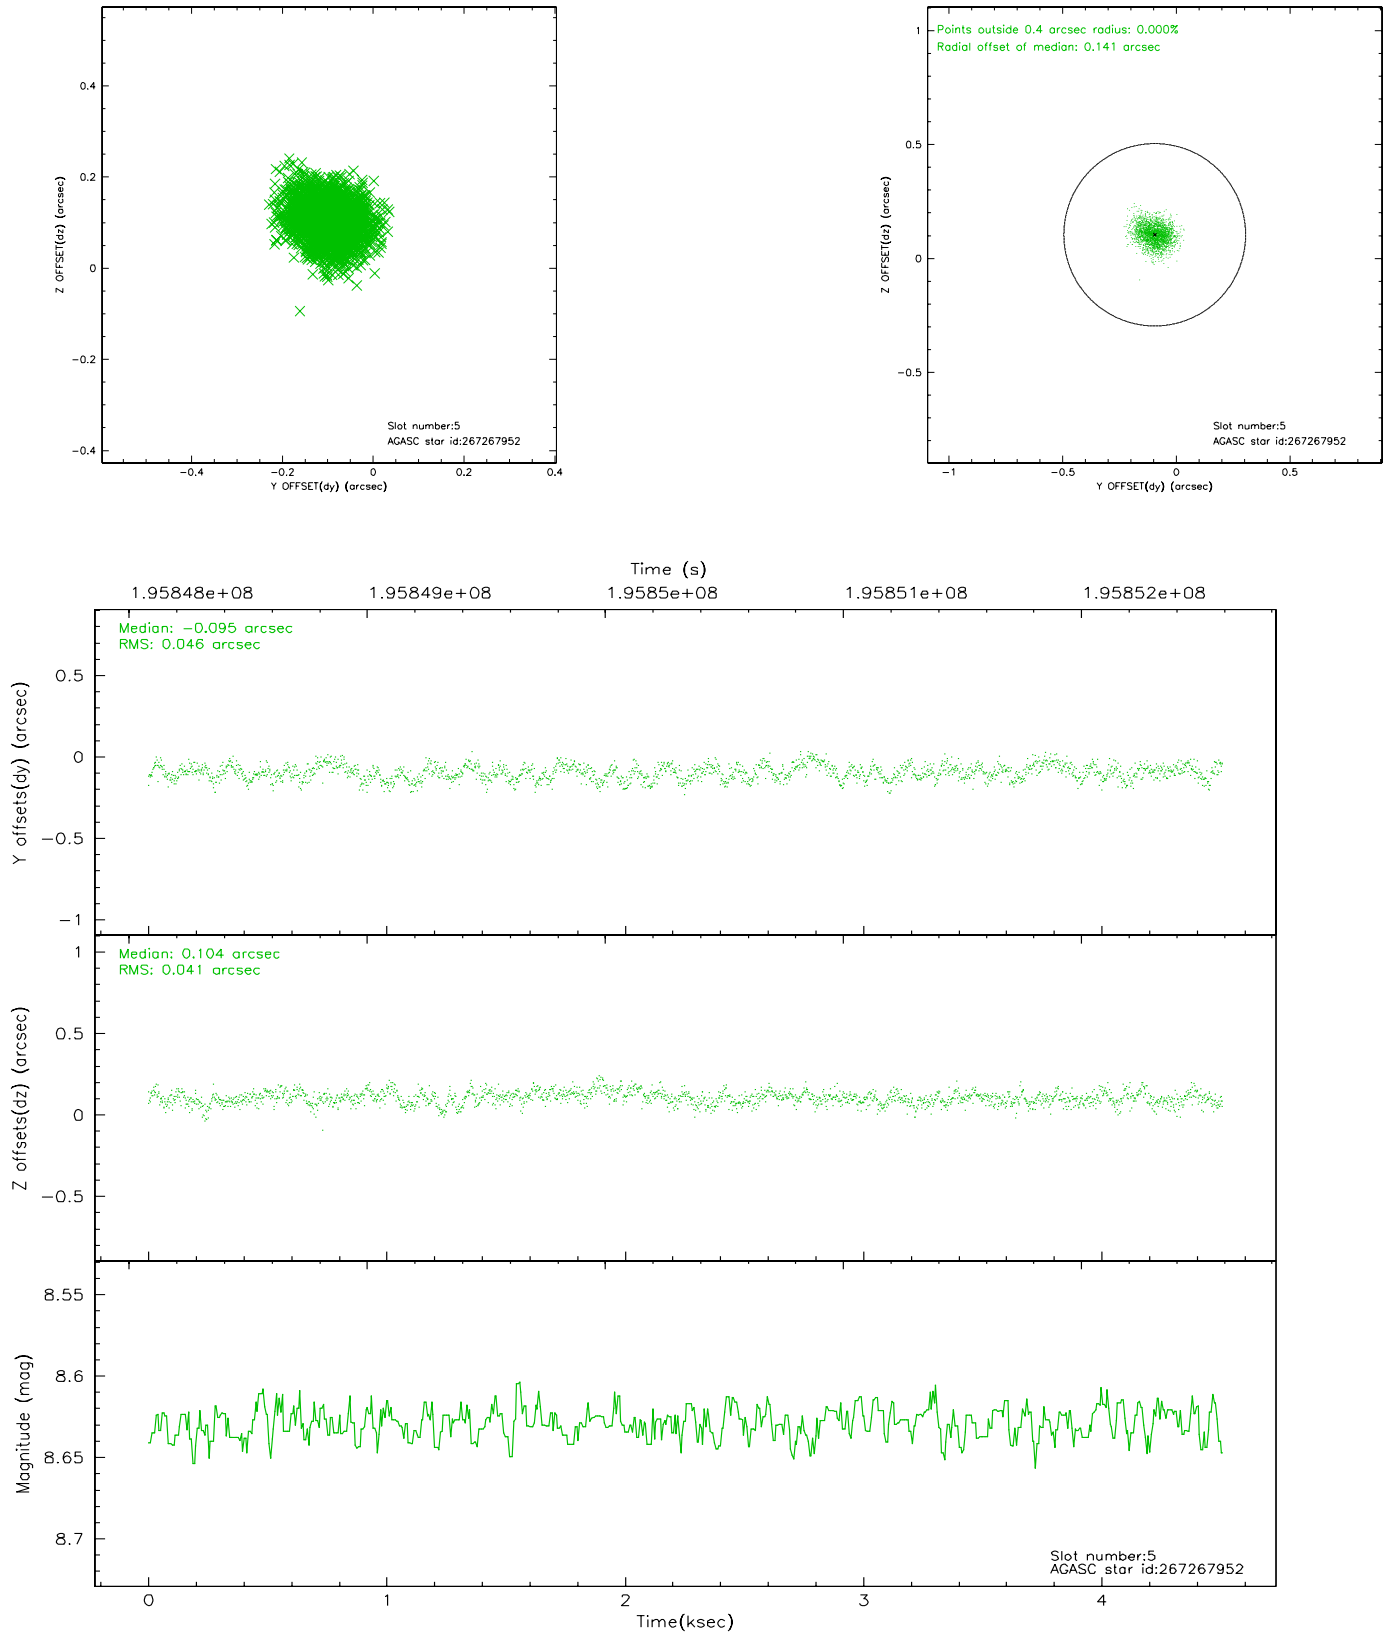 0.4
0.2
0
−0.2
−0.4
Z OFFSET(dz) (arcsec)
Slot number:5
AGASC star id:267267952
−0.4 −0.2 0 0.2 0.4
Y OFFSET(dy) (arcsec)
Points outside 0.4 arcsec radius: 0.000%
Radial offset of median: 0.141 arcsec
1
0.5
0
−0.5
Z OFFSET(dz) (arcsec)
Slot number:5
AGASC star id:267267952
−1 −0.5 0 0.5
Y OFFSET(dy) (arcsec)
Time (s)
1.95848e+08 1.95849e+08 1.9585e+08 1.95851e+08 1.95852e+08
Median: −0.095 arcsec
RMS: 0.046 arcsec
0.5
0
−0.5
−1
Y offsets(dy) (arcsec)
Median: 0.104 arcsec
RMS: 0.041 arcsec
1
0.5
0
−0.5
Z offsets(dz) (arcsec)
8.55
8.6
8.65
8.7
Magnitude (mag)
Slot number:5
AGASC star id:267267952
0 1 2 3 4
Time(ksec)